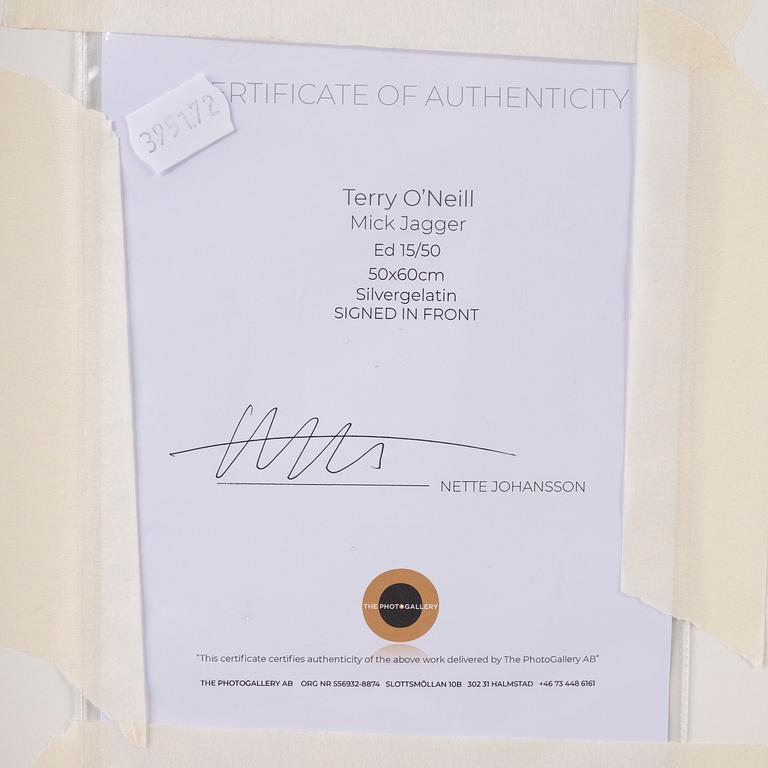 ERTIFICATE OF AUTHENTICITY
395172
Terry O'Neill
Mick Jagger
Ed 15/50
50x60cm
Silvergelatin
SIGNED IN FRONT
NETTE JOHANSSON
THE PHOTOGALLERY
"This certificate certifies authenticity of the above work delivered by The PhotoGallery AB"
THE PHOTOGALLERY AB ORG NR 556932-8874 SLOTTSMÖLLAN 10B 302 31 HALMSTAD +46 73 448 6161